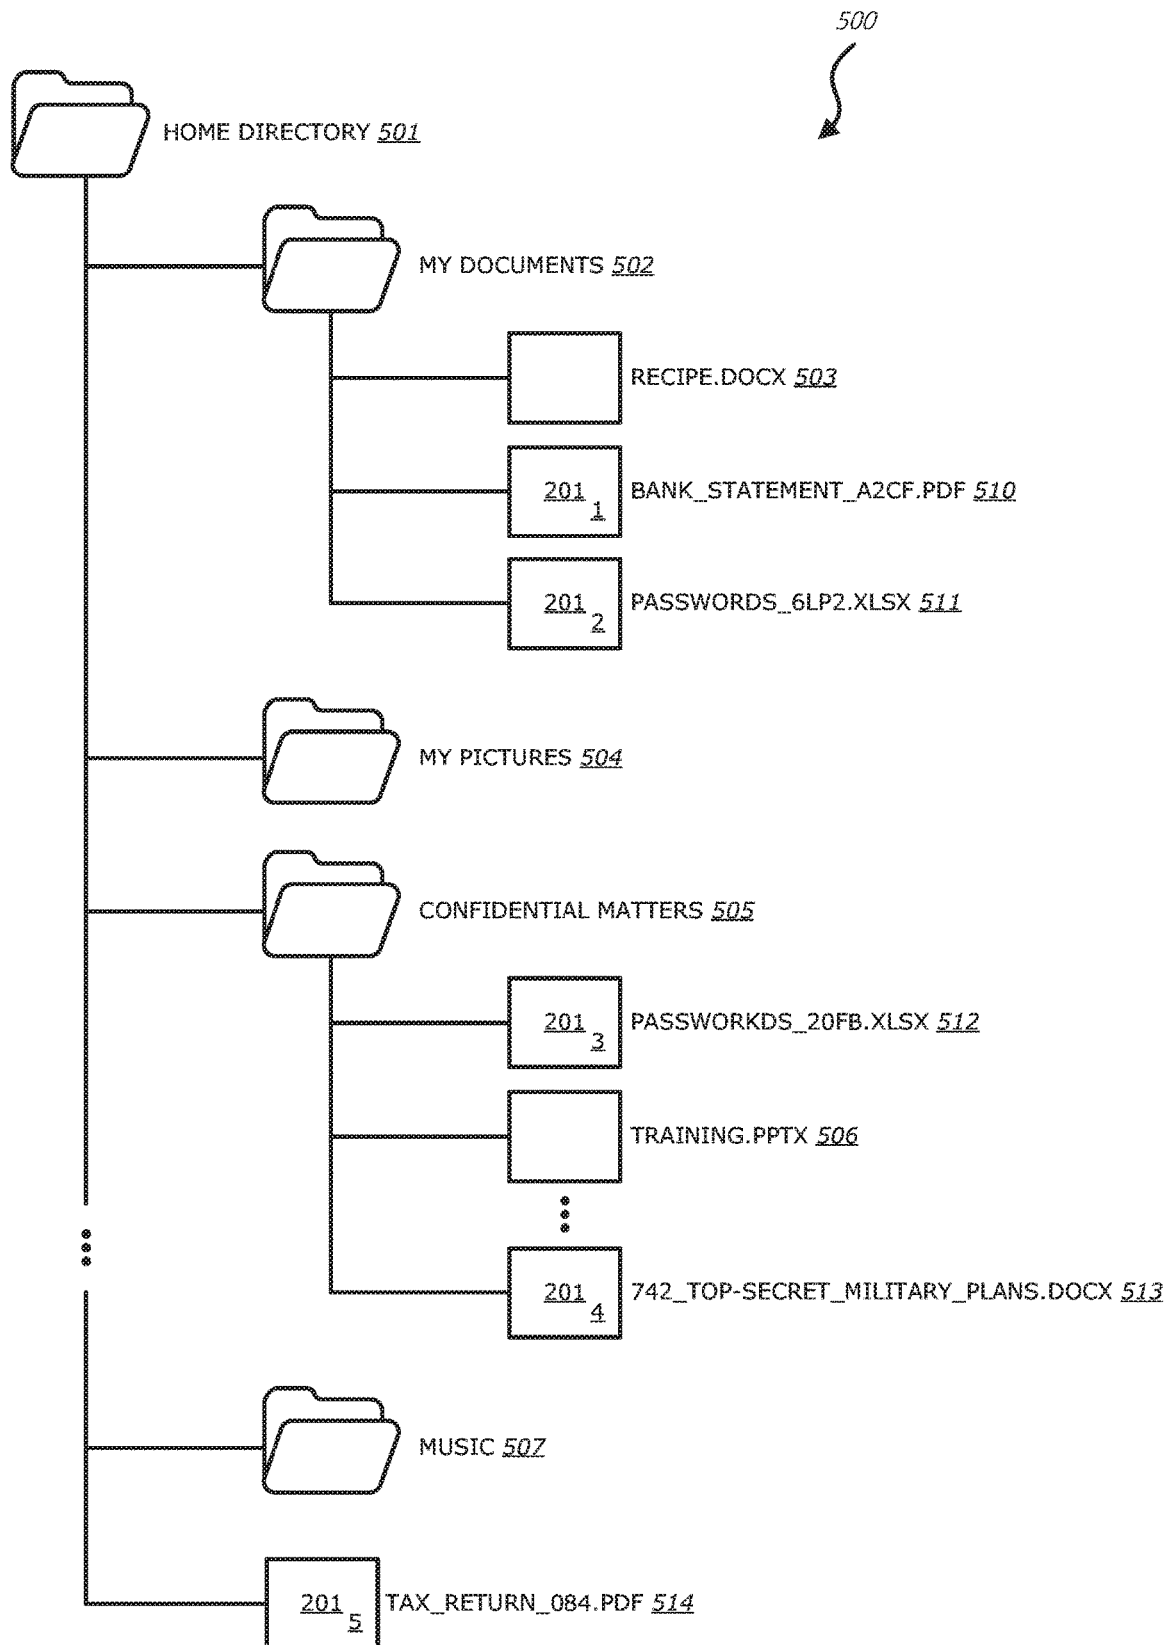 500
HOME DIRECTORY 501
MY DOCUMENTS 502
RECIPE.DOCX 503
201 1 BANK_STATEMENT_A2CF.PDF 510
201 2 PASSWORDS_6LP2.XLSX 511
MY PICTURES 504
CONFIDENTIAL MATTERS 505
201 3 PASSWORKDS_20FB.XLSX 512
TRAINING.PPTX 506
201 4 742_TOP-SECRET_MILITARY_PLANS.DOCX 513
MUSIC 507
201 5 TAX_RETURN_084.PDF 514